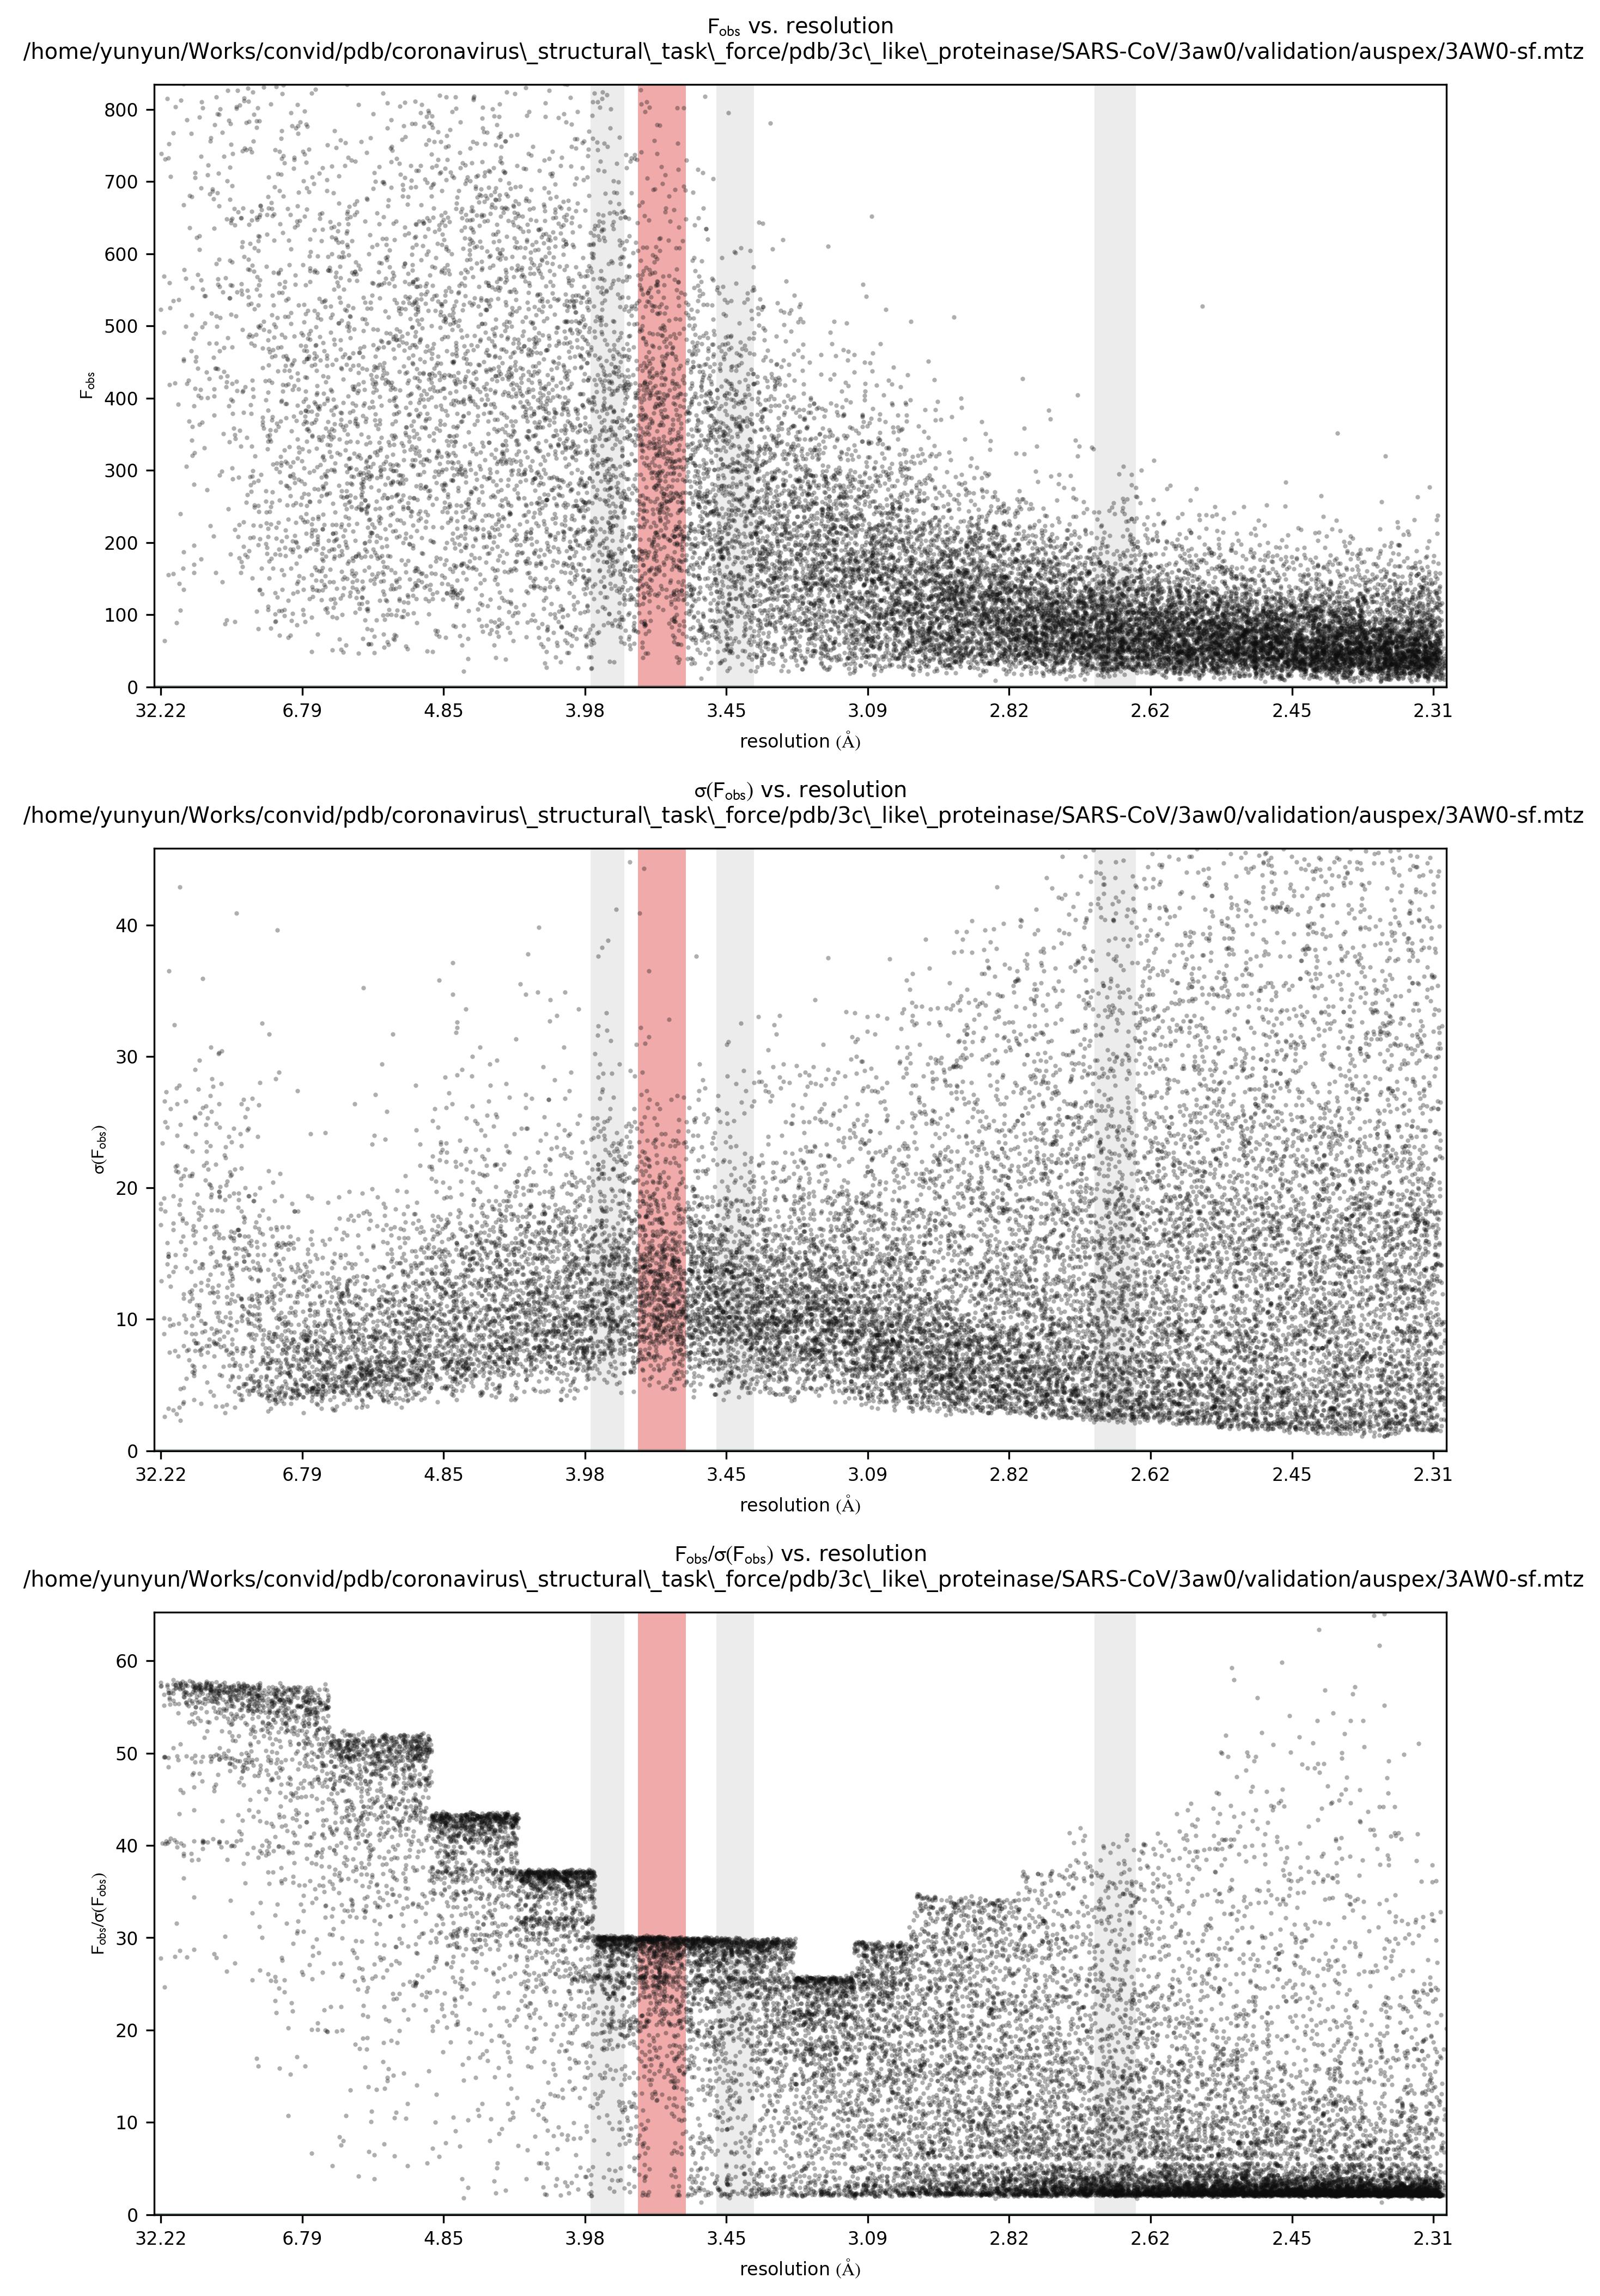 Fobs vs. resolution
/home/yunyun/Works/convid/pdb/coronavirus\_structural\_task\_force/pdb/3c\_like\_proteinase/SARS-CoV/3aw0/validation/auspex/3AW0-sf.mtz
800
700
600
500
400
300
200
100
0
Fobs
32.22 6.79 4.85 3.98 3.45 3.09 2.82 2.62 2.45 2.31
resolution (Å)
σ(Fobs) vs. resolution
/home/yunyun/Works/convid/pdb/coronavirus\_structural\_task\_force/pdb/3c\_like\_proteinase/SARS-CoV/3aw0/validation/auspex/3AW0-sf.mtz
40
30
20
10
0
σ(Fobs)
32.22 6.79 4.85 3.98 3.45 3.09 2.82 2.62 2.45 2.31
resolution (Å)
Fobs/σ(Fobs) vs. resolution
/home/yunyun/Works/convid/pdb/coronavirus\_structural\_task\_force/pdb/3c\_like\_proteinase/SARS-CoV/3aw0/validation/auspex/3AW0-sf.mtz
60
50
40
30
20
10
0
Fobs/σ(Fobs)
32.22 6.79 4.85 3.98 3.45 3.09 2.82 2.62 2.45 2.31
resolution (Å)